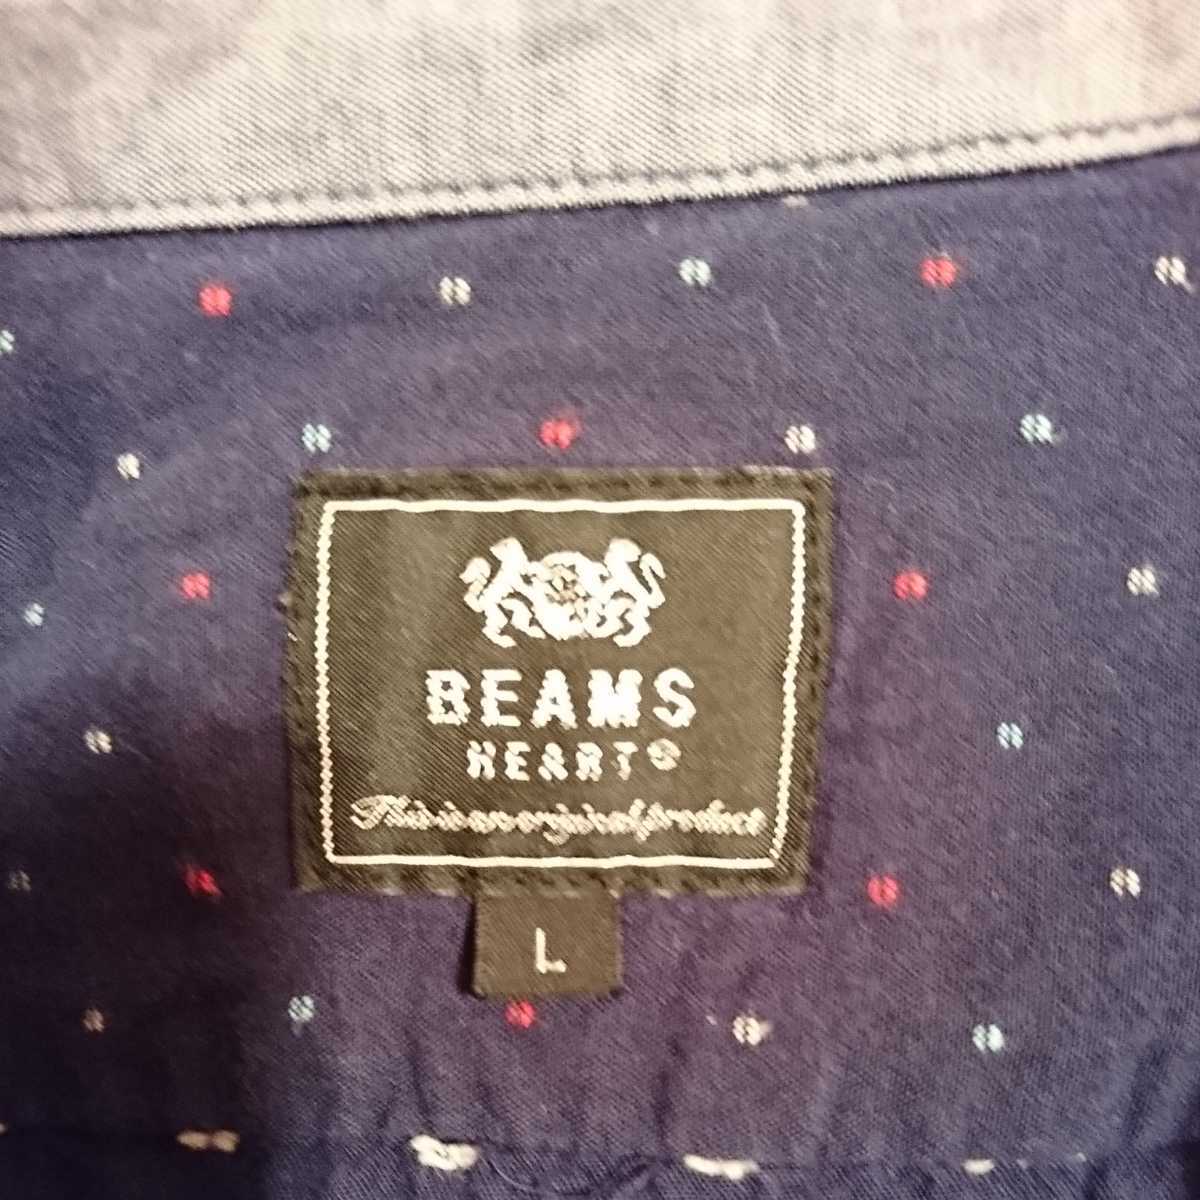 BEAMS
HEART®
This is an original product
L